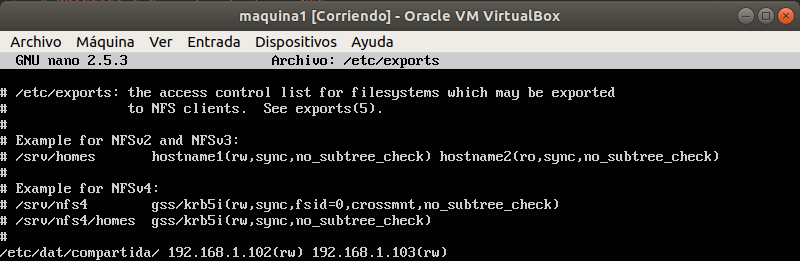 maquina1 [Corriendo] - Oracle VM VirtualBox
Archivo Máquina Ver Entrada Dispositivos Ayuda
GNU nano 2.5.3 Archivo: /etc/exports
# /etc/exports: the access control list for filesystems which may be exported
# to NFS clients. See exports(5).
#
# Example for NFSv2 and NFSv3:
# /srv/homes hostname1(rw,sync,no_subtree_check) hostname2(ro,sync,no_subtree_check)
#
# Example for NFSv4:
# /srv/nfs4 gss/krb5i(rw,sync,fsid=0,crossmnt,no_subtree_check)
# /srv/nfs4/homes gss/krb5i(rw,sync,no_subtree_check)
#
/etc/dat/compartida/ 192.168.1.102(rw) 192.168.1.103(rw)